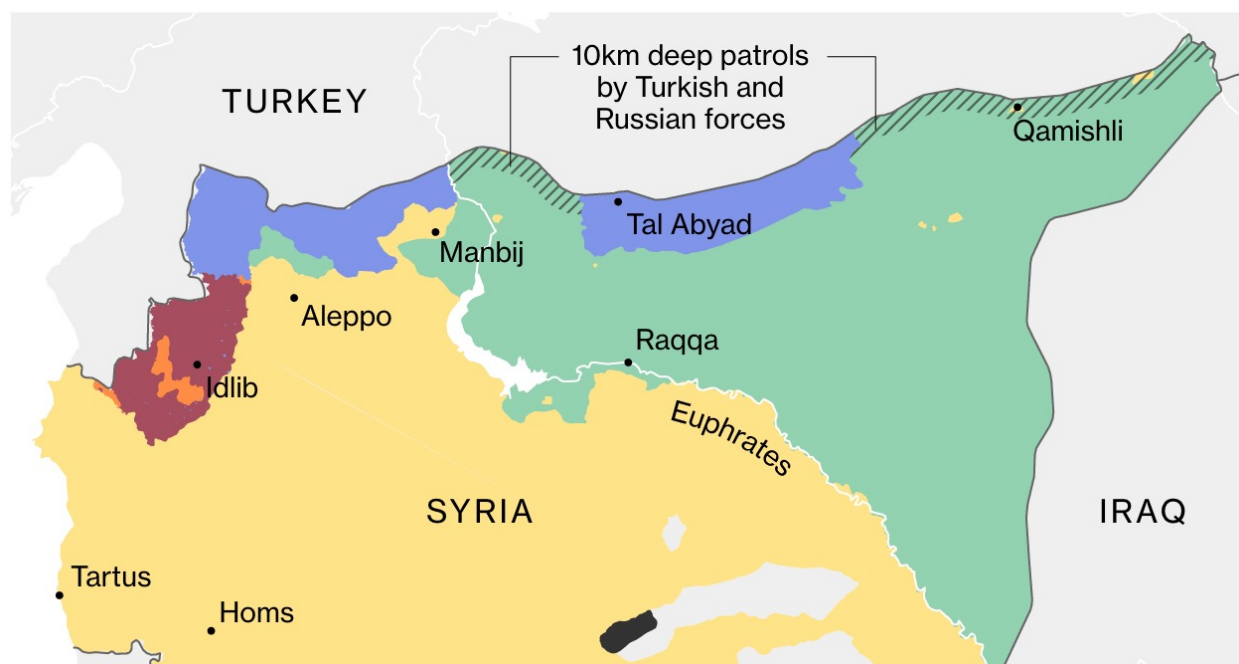 10km deep patrols
by Turkish and
Russian forces
TURKEY
Qamishli
Tal Abyad
Manbij
Aleppo
Raqqa
Idlib
Euphrates
SYRIA
IRAQ
Tartus
Homs